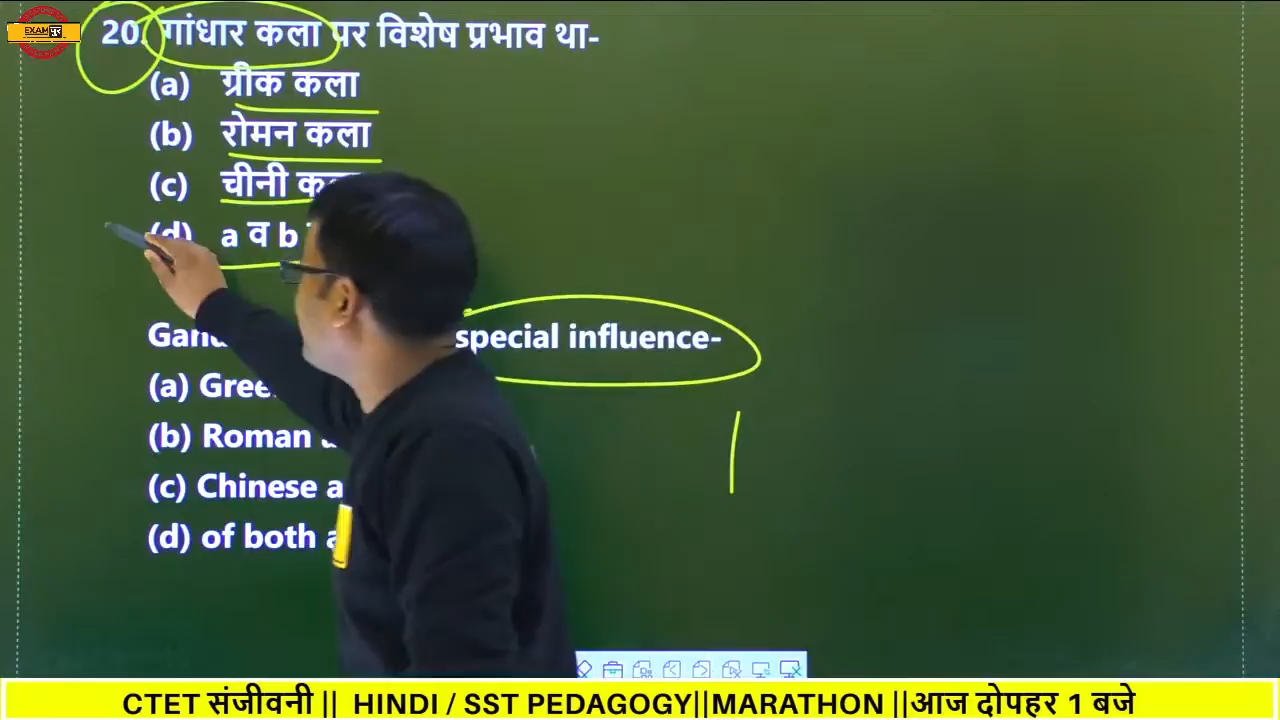 EXAM
20. गांधार कला पर विशेष प्रभाव था-
(a) ग्रीक कला
(b) रोमन कला
(c) चीनी
(d) a व b
special influence-
(a)
(b) Roman
(c) Chinese
(d) of both
CTET संजीवनी || HINDI / SST PEDAGOGY||MARATHON ||आज दोपहर 1 बजे